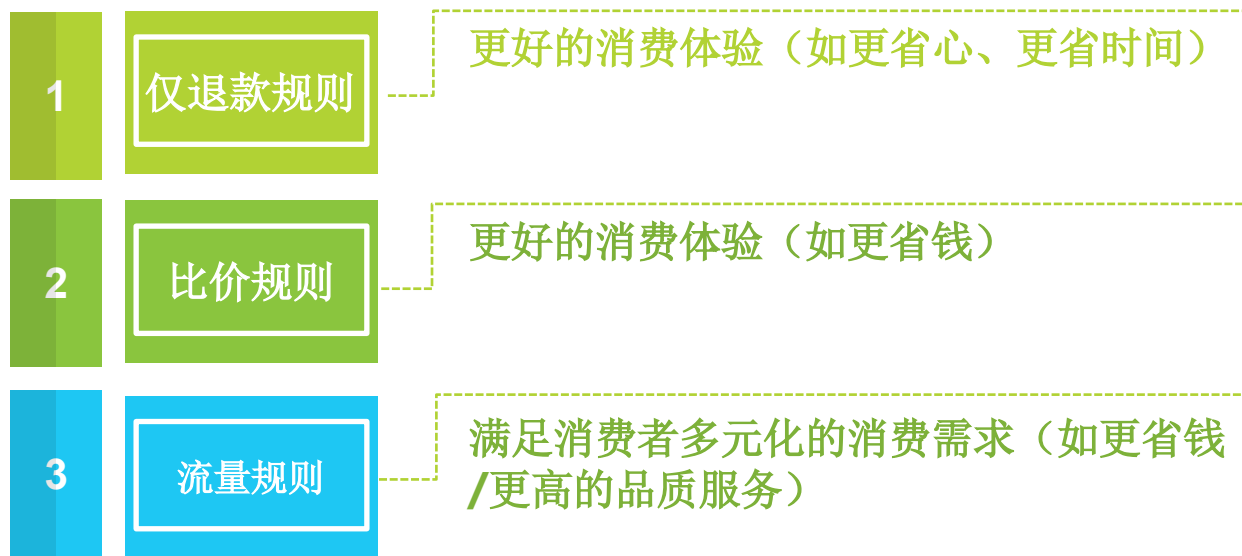 1
仅退款规则
更好的消费体验（如更省心、更省时间）
2
比价规则
更好的消费体验（如更省钱）
3
流量规则
满足消费者多元化的消费需求（如更省钱
/更高的品质服务）